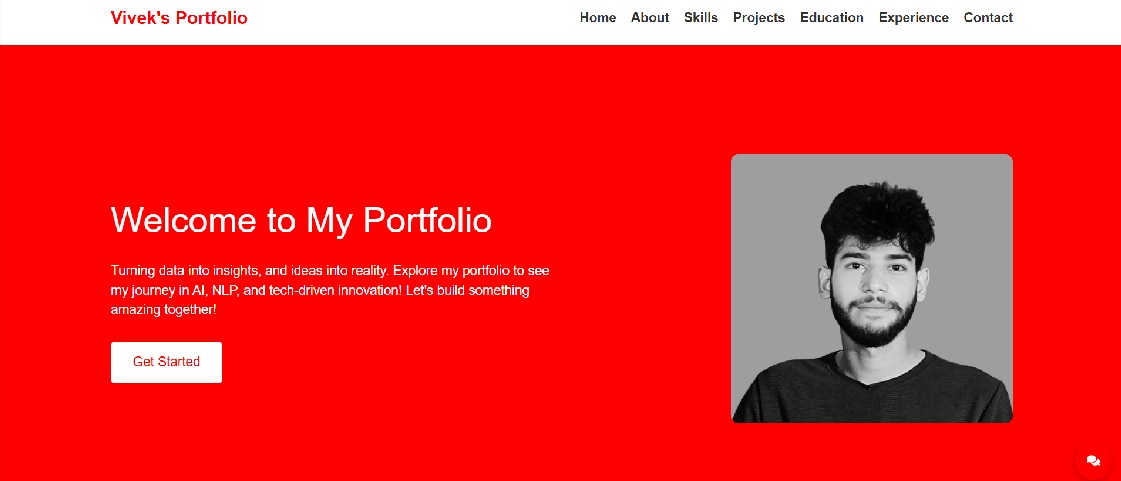 Vivek's Portfolio
Home About Skills Projects Education Experience Contact
Welcome to My Portfolio
Turning data into insights, and ideas into reality. Explore my portfolio to see
my journey in AI, NLP, and tech-driven innovation! Let's build something
amazing together!
Get Started